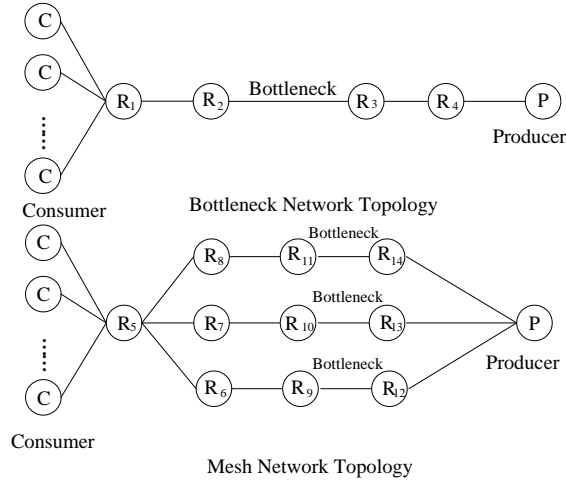 C
C
Bottleneck
R1 R2 R3 R4 P
Producer
C
Consumer
Bottleneck Network Topology
C
Bottleneck
R8 R11 R14
C
Bottleneck
R5 R7 R10 R13 P
Producer
Bottleneck
C
R6 R9 R12
Consumer
Mesh Network Topology